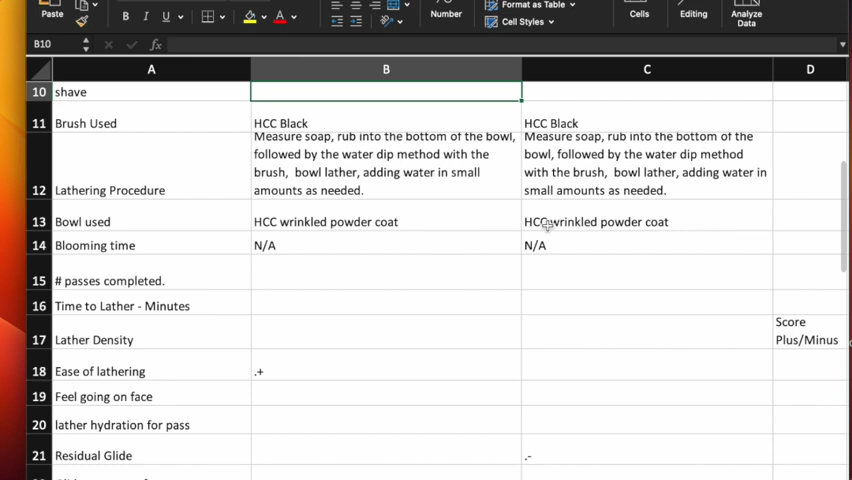 Paste
B I U
A
Number
Format as Table
Cell Styles
Cells
Editing
Analyze
Data
B10
fx
A B C D
10 shave
11 Brush Used HCC Black HCC Black
Measure soap, rub into the bottom of the bowl, Measure soap, rub into the bottom of the
followed by the water dip method with the bowl, followed by the water dip method
brush, bowl lather, adding water in small with the brush, bowl lather, adding water in
12 Lathering Procedure amounts as needed. small amounts as needed.
13 Bowl used HCC wrinkled powder coat HCC wrinkled powder coat
14 Blooming time N/A N/A
15 # passes completed.
16 Time to Lather - Minutes
Score
17 Lather Density Plus/Minus
18 Ease of lathering .+
19 Feel going on face
20 lather hydration for pass
21 Residual Glide .-